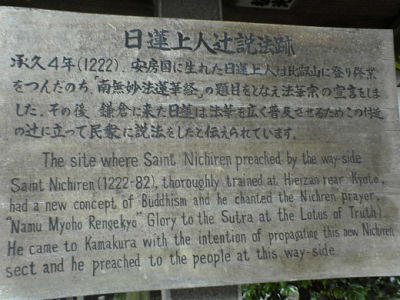 日蓮上人辻説法跡
承久4年(1222)、安房国に生れた日蓮上人は比叡山に登り修業
をつんだのち、「南無妙法蓮華経」の題目をとなえ法華宗の宣言をしま
した。その後、鎌倉に来た日蓮は法華を広く普及させるためこの付近
の辻に立って民衆に説法をしたと伝えられています。
The site where Saint Nichiren preached by the way-side
Saint Nichiren (1222-82), thoroughly trained at Hieizan rear Kyoto,
had a new concept of Buddhism and he chanted the Nichiren prayer,
"Namu Myoho Rengekyo" Glory to the Sutra at the Lotus of Truth).
He came to Kamakura with the intention of propagating this new Nichiren
sect and he preached to the people at this way-side.